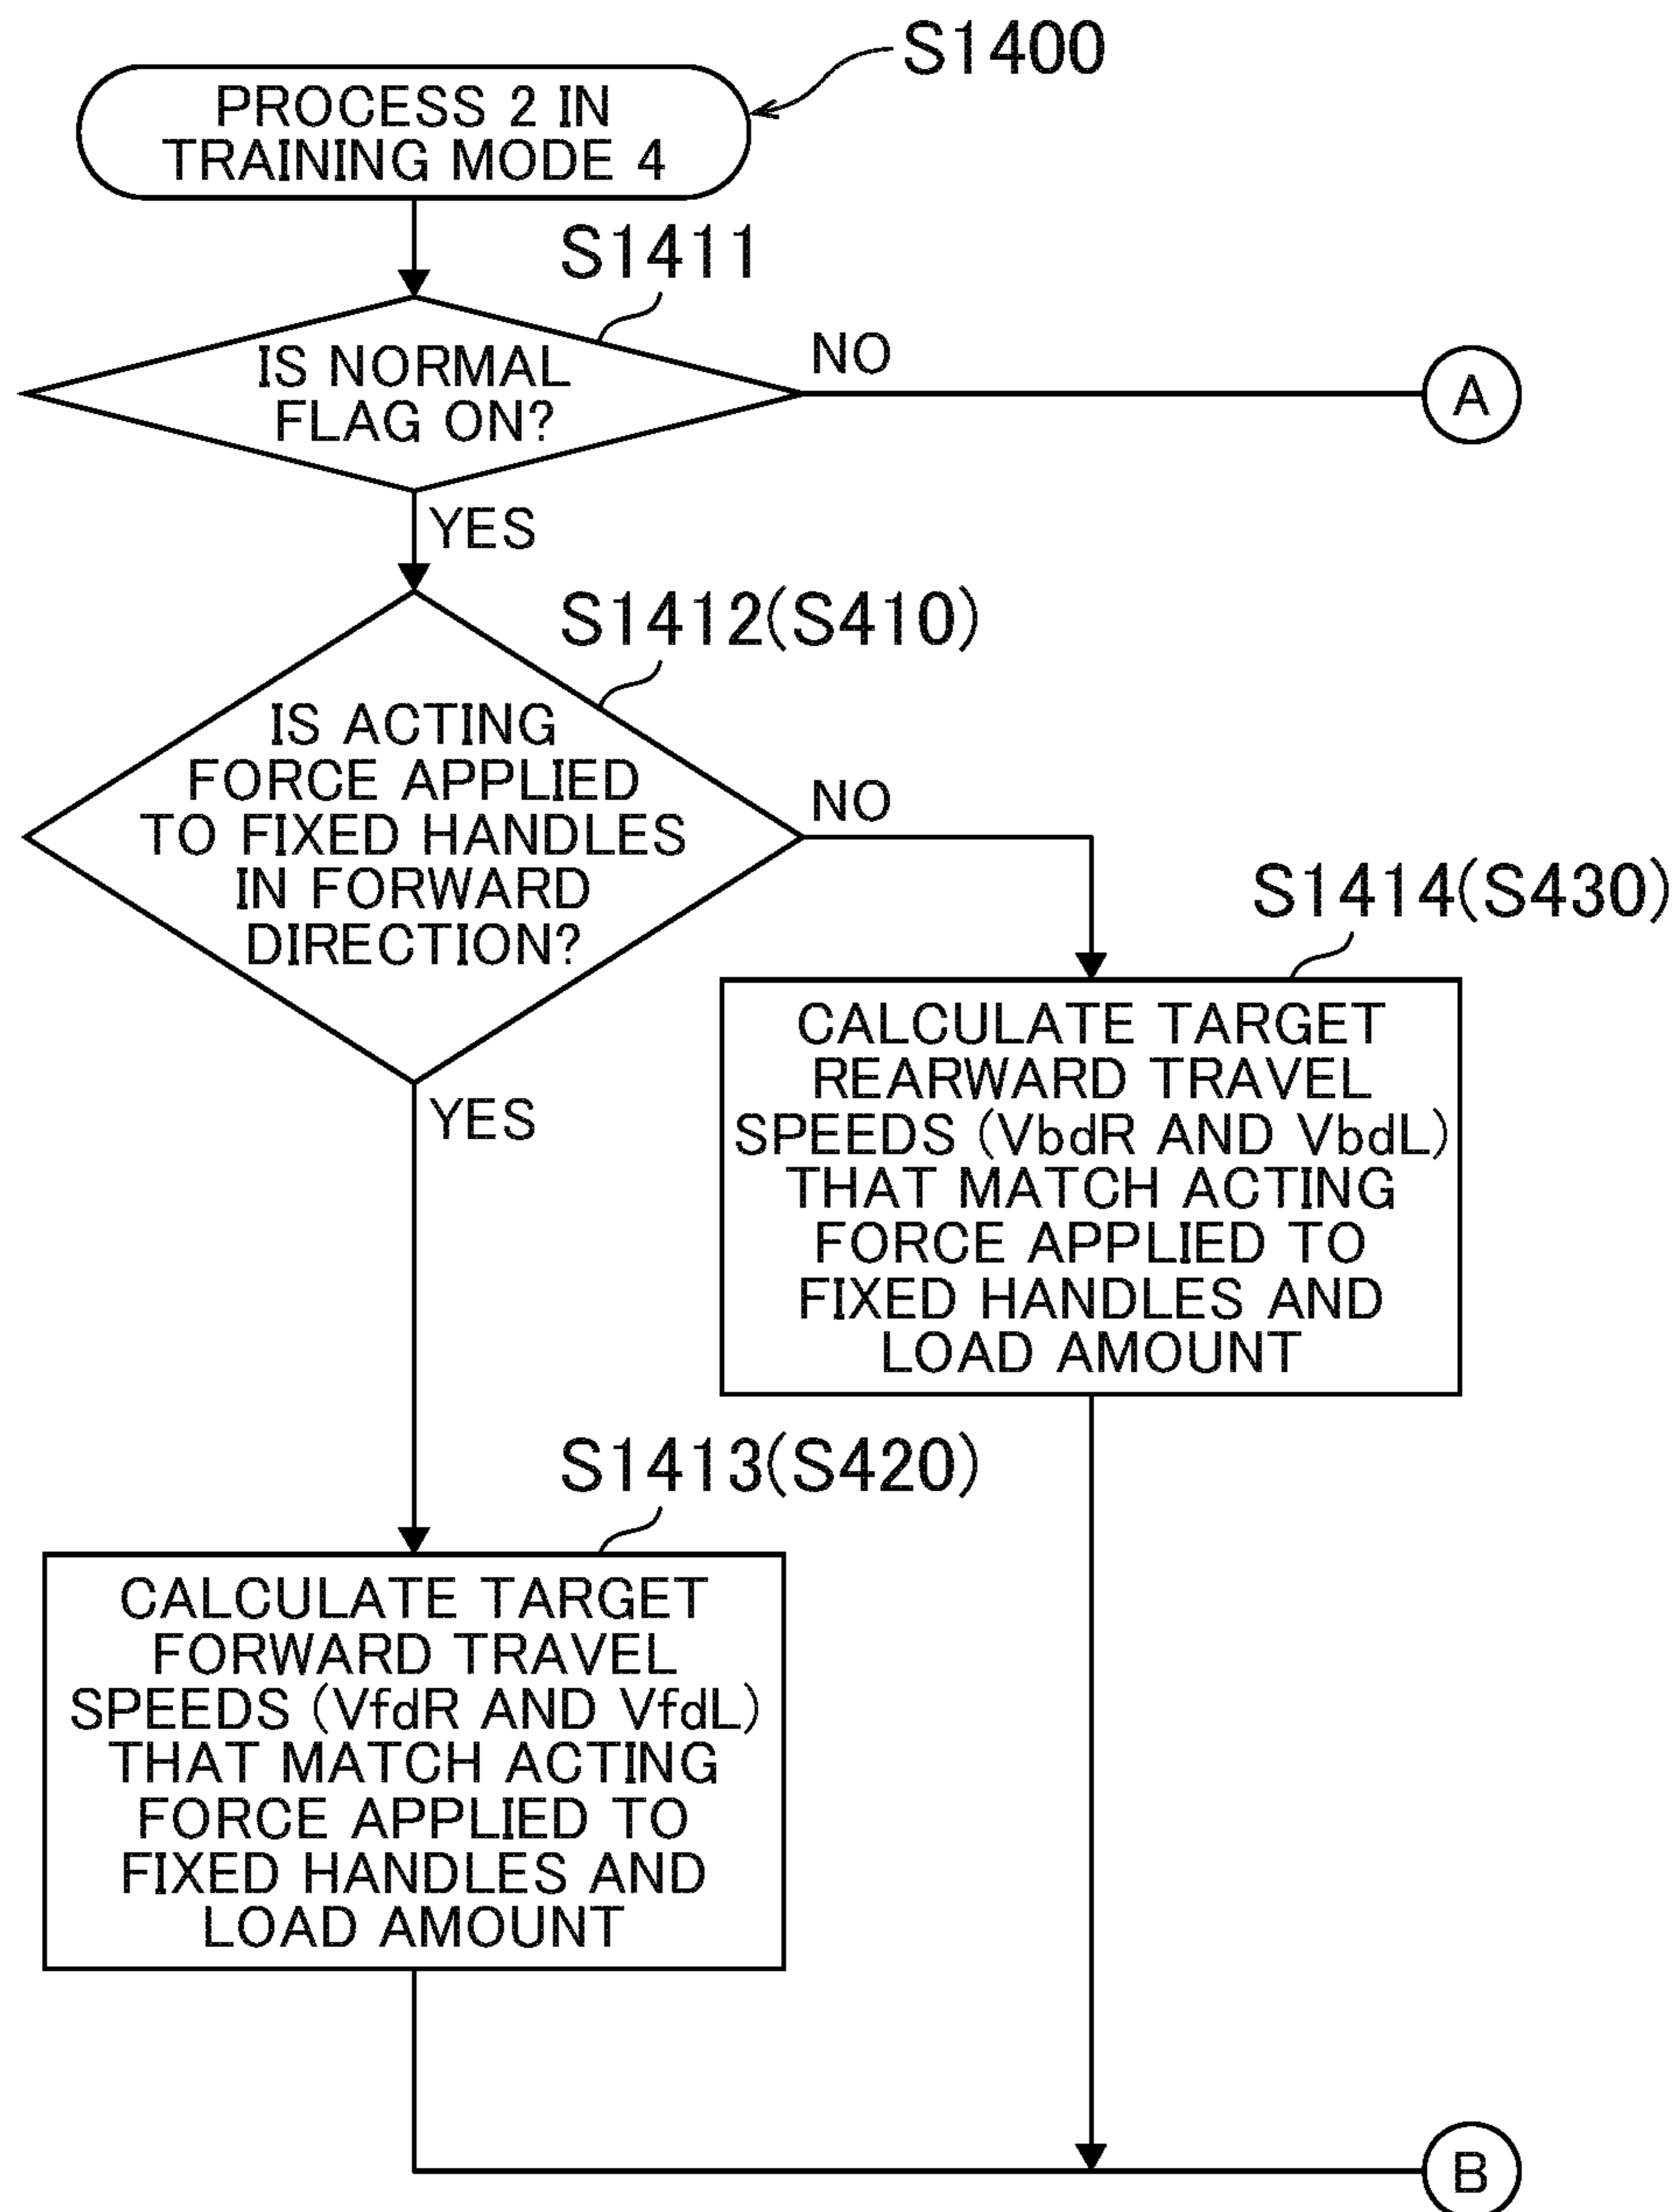 S1400
PROCESS 2 IN
TRAINING MODE 4
S1411
IS NORMAL
FLAG ON?
NO
A
YES
S1412(S410)
IS ACTING
FORCE APPLIED
TO FIXED HANDLES
IN FORWARD
DIRECTION?
NO
YES
S1414(S430)
CALCULATE TARGET
REARWARD TRAVEL
SPEEDS (VbdR AND VbdL)
THAT MATCH ACTING
FORCE APPLIED TO
FIXED HANDLES AND
LOAD AMOUNT
S1413(S420)
CALCULATE TARGET
FORWARD TRAVEL
SPEEDS (VfdR AND VfdL)
THAT MATCH ACTING
FORCE APPLIED TO
FIXED HANDLES AND
LOAD AMOUNT
B